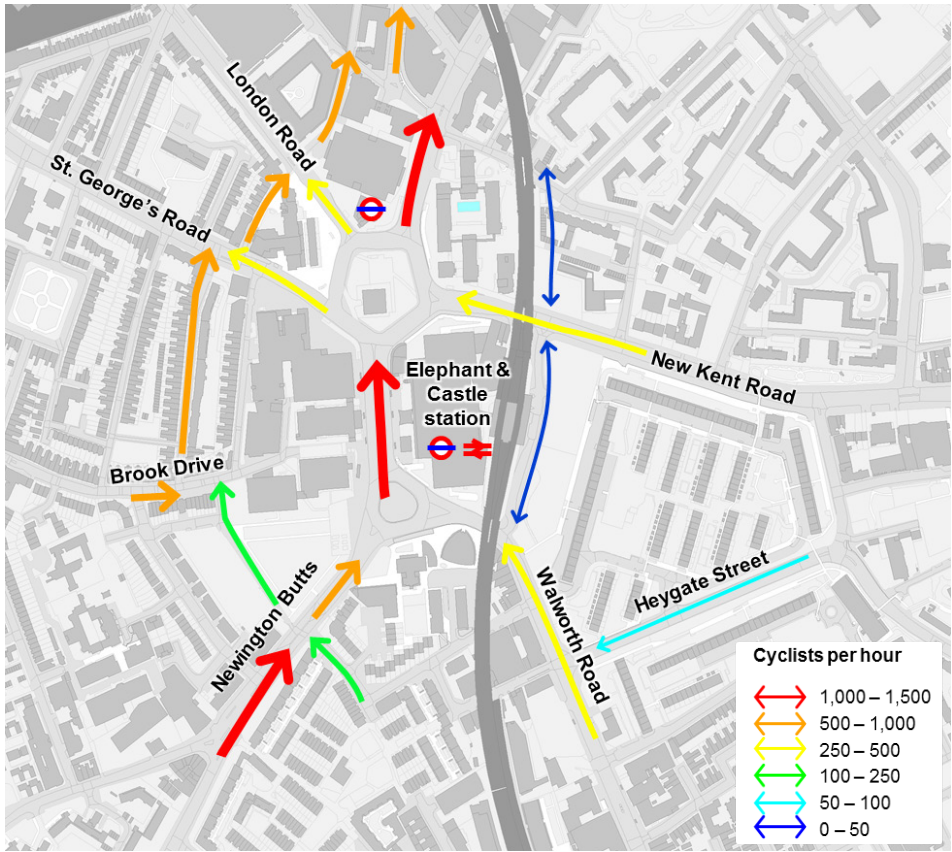 London Road
St. George's Road
Elephant &
Castle
station
New Kent Road
Brook Drive
Newington Butts
Walworth Road
Heygate Street
Cyclists per hour
1,000 – 1,500
500 – 1,000
250 – 500
100 – 250
50 – 100
0 – 50